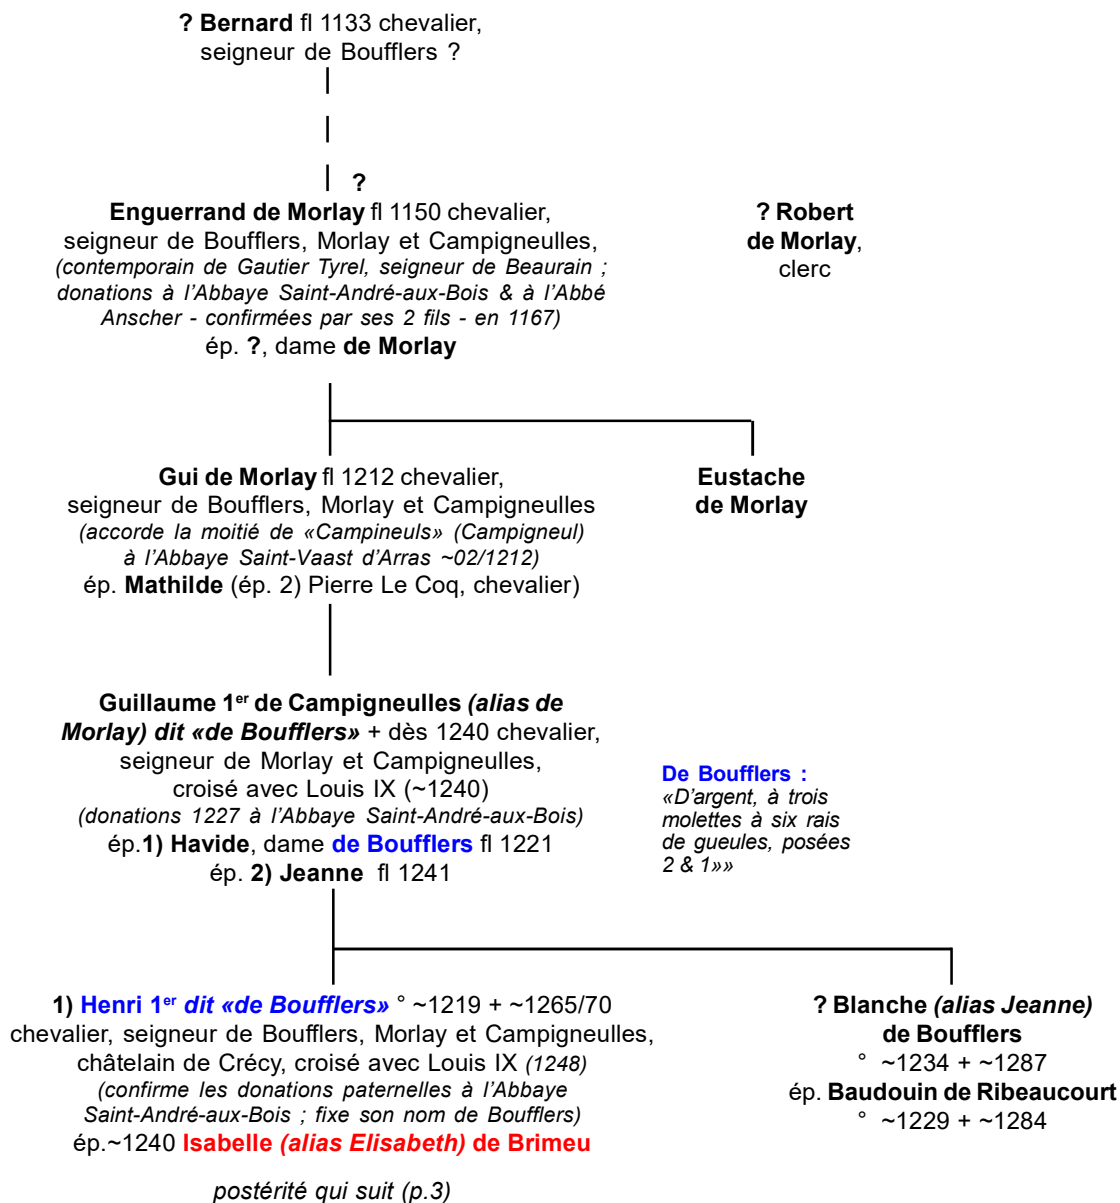 ? Bernard fl 1133 chevalier,
seigneur de Boufflers ?
?
Enguerrand de Morlay fl 1150 chevalier,
seigneur de Boufflers, Morlay et Campigneulles,
(contemporain de Gautier Tyrel, seigneur de Beaurain ;
donations à l’Abbaye Saint-André-aux-Bois & à l’Abbé
Anscher - confirmées par ses 2 fils - en 1167)
ép. ?, dame de Morlay
? Robert
de Morlay,
clerc
Gui de Morlay fl 1212 chevalier,
seigneur de Boufflers, Morlay et Campigneulles
(accorde la moitié de «Campineuls» (Campigneul)
à l’Abbaye Saint-Vaast d’Arras ~02/1212)
ép. Mathilde (ép. 2) Pierre Le Coq, chevalier)
Eustache
de Morlay
Guillaume 1er de Campigneulles (alias de
Morlay) dit «de Boufflers» + dès 1240 chevalier,
seigneur de Morlay et Campigneulles,
croisé avec Louis IX (~1240)
(donations 1227 à l’Abbaye Saint-André-aux-Bois)
ép.1) Havide, dame de Boufflers fl 1221
ép. 2) Jeanne fl 1241
De Boufflers :
«D’argent, à trois
molettes à six rais
de gueules, posées
2 & 1»»
1) Henri 1er dit «de Boufflers» ° ~1219 + ~1265/70
chevalier, seigneur de Boufflers, Morlay et Campigneulles,
châtelain de Crécy, croisé avec Louis IX (1248)
(confirme les donations paternelles à l’Abbaye
Saint-André-aux-Bois ; fixe son nom de Boufflers)
ép.~1240 Isabelle (alias Elisabeth) de Brimeu
postérité qui suit (p.3)
? Blanche (alias Jeanne)
de Boufflers
° ~1234 + ~1287
ép. Baudouin de Ribeaucourt
° ~1229 + ~1284